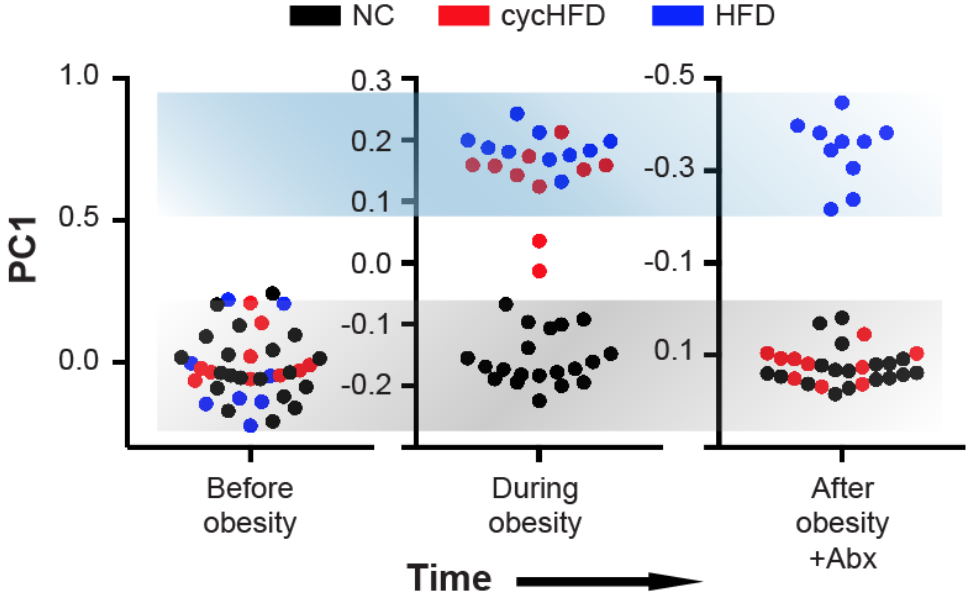 NC cycHFD HFD
PC1
1.0
0.5
0.0
0.3
0.2
0.1
0.0
-0.1
-0.2
-0.5
-0.3
-0.1
0.1
Before
obesity
During
obesity
After
obesity
+Abx
Time